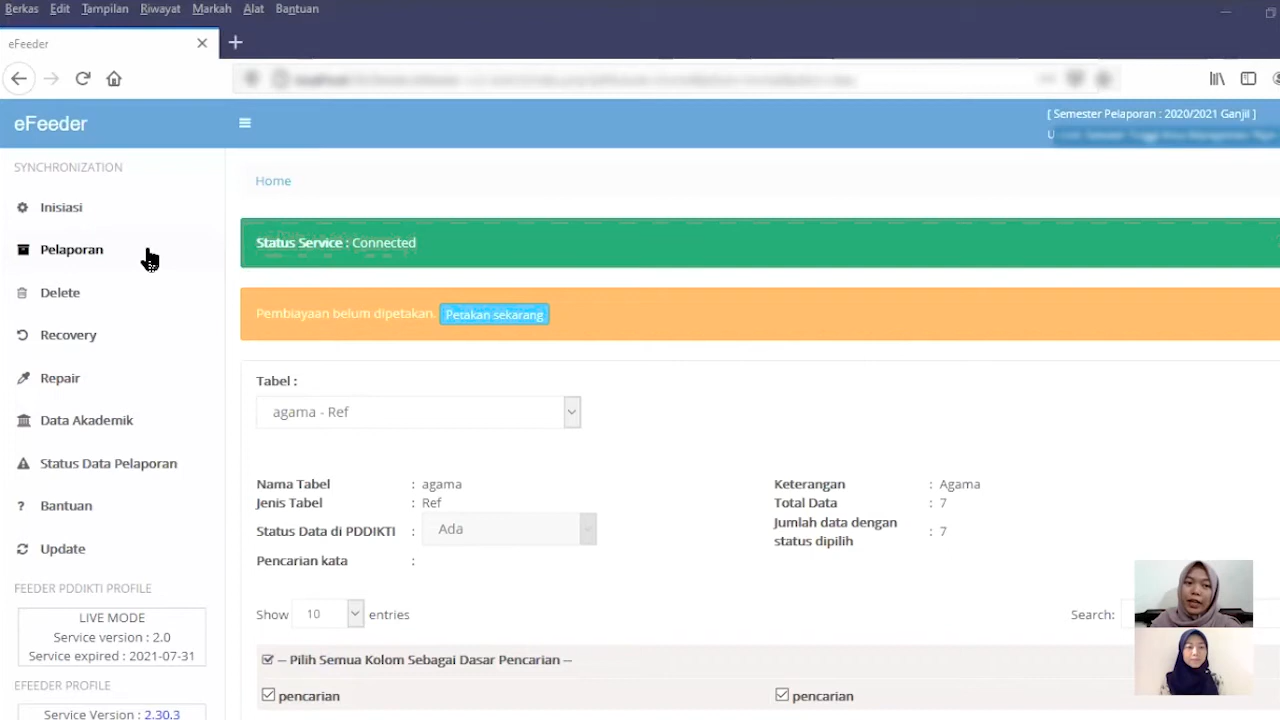 Berkas Edit Tampilan Riwayat Markah Alat Bantuan
eFeeder
eFeeder
[ Semester Pelaporan : 2020/2021 Ganjil ]
SYNCHRONIZATION
Inisiasi
Pelaporan
Delete
Recovery
Repair
Data Akademik
Status Data Pelaporan
? Bantuan
Update
FEEDER PDDIKTI PROFILE
LIVE MODE
Service version : 2.0
Service expired : 2021-07-31
EFEEDER PROFILE
Service Version : 2.30.3
Home
Status Service : Connected
Pembiayaan belum dipetakan. Petakan sekarang
Tabel :
agama - Ref
Nama Tabel : agama
Jenis Tabel : Ref
Status Data di PDDIKTI : Ada
Pencarian kata :
Keterangan : Agama
Total Data : 7
Jumlah data dengan
status dipilih : 7
Show 10 entries
Search:
-- Pilih Semua Kolom Sebagai Dasar Pencarian --
pencarian pencarian